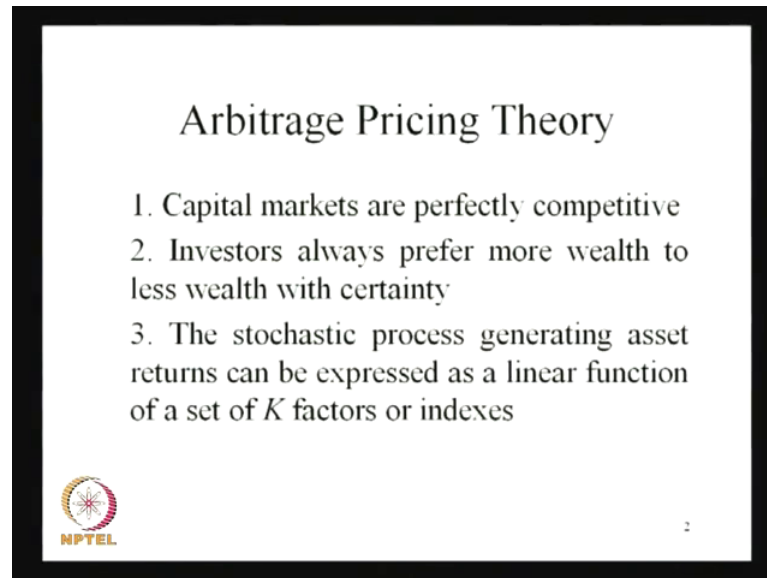 Arbitrage Pricing Theory
1. Capital markets are perfectly competitive
2. Investors always prefer more wealth to
less wealth with certainty
3. The stochastic process generating asset
returns can be expressed as a linear function
of a set of K factors or indexes
NPTEL
2